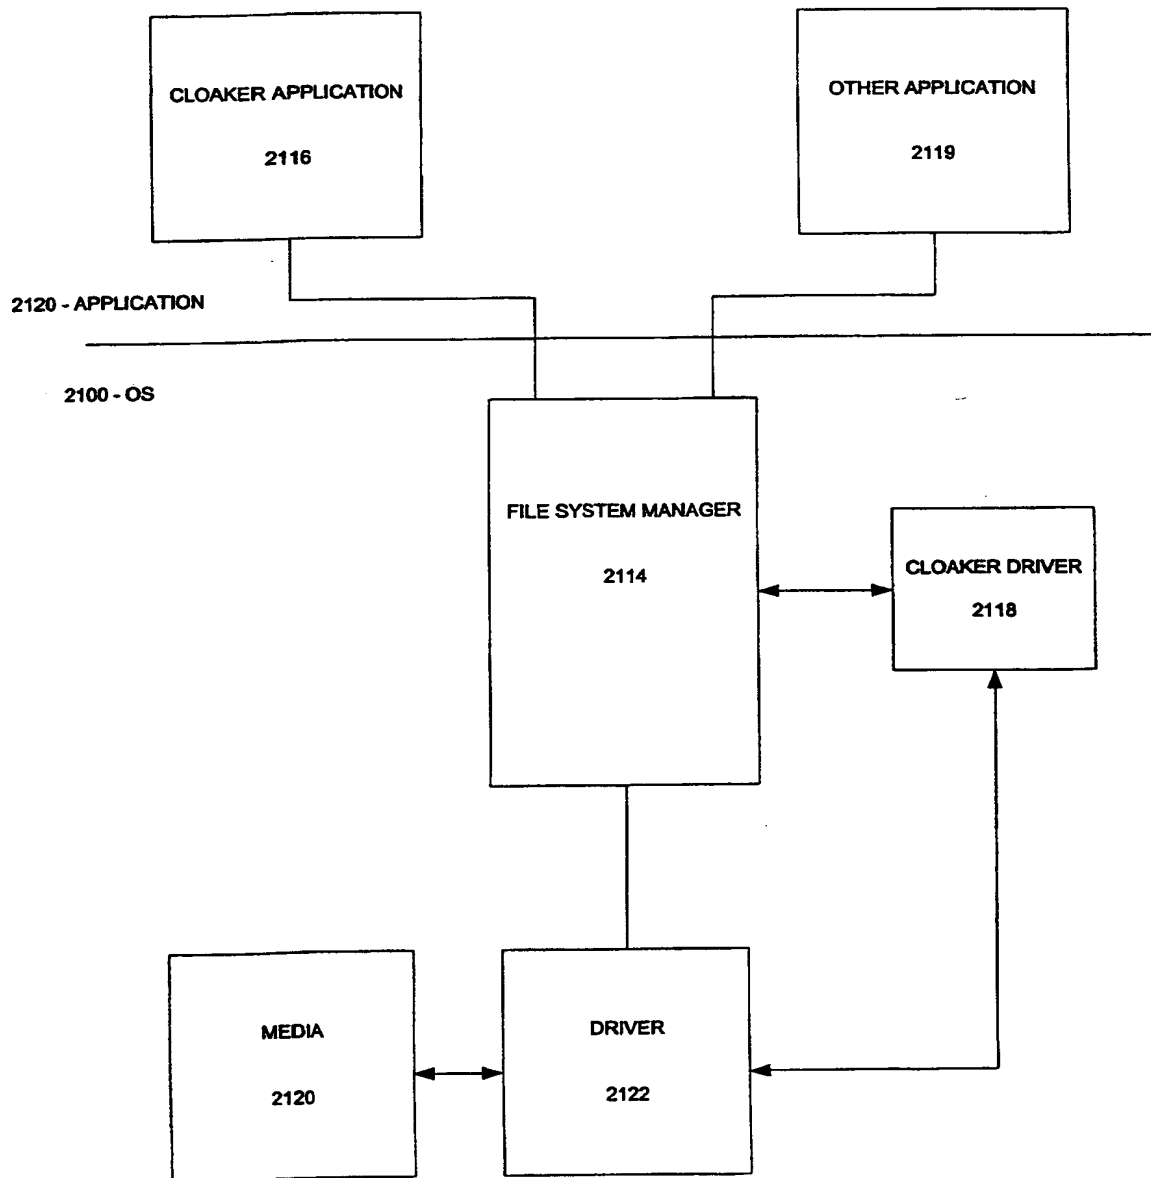 CLOAKER APPLICATION
2116
OTHER APPLICATION
2119
2120 - APPLICATION
2100 - OS
FILE SYSTEM MANAGER
2114
CLOAKER DRIVER
2118
MEDIA
2120
DRIVER
2122